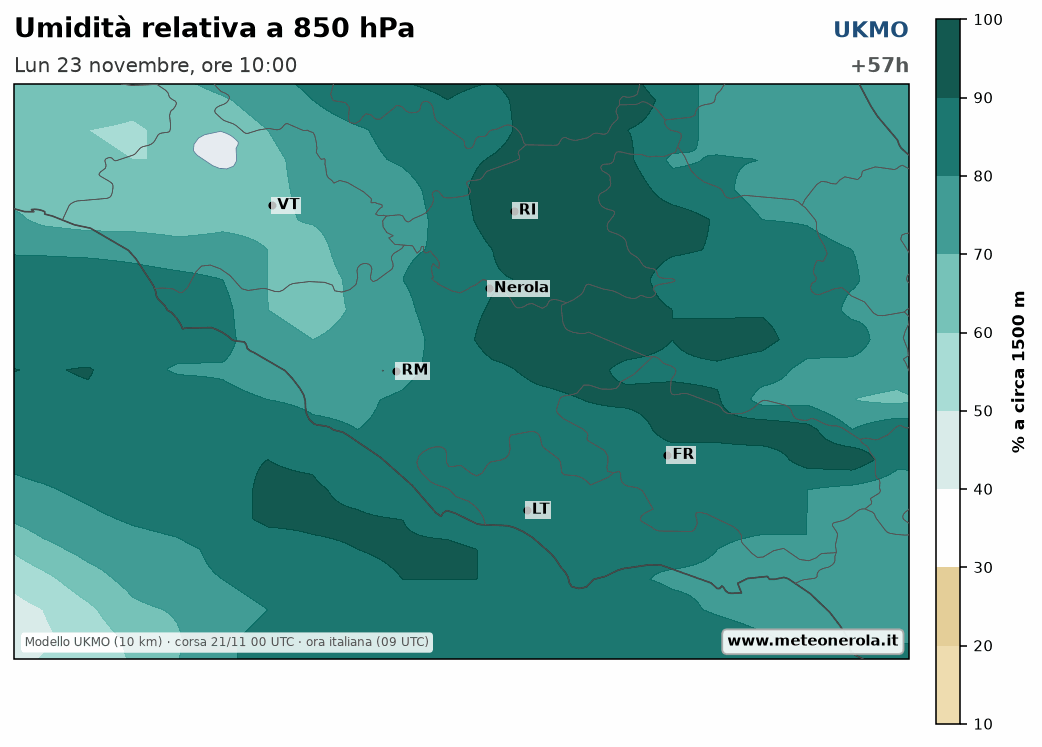 Umidità relativa a 850 hPa
UKMO
Lun 23 novembre, ore 10:00
+57h
100
90
80
70
60
50
40
30
20
10
% a circa 1500 m
VT
RI
Nerola
RM
FR
LT
Modello UKMO (10 km) · corsa 21/11 00 UTC · ora italiana (09 UTC)
www.meteonerola.it